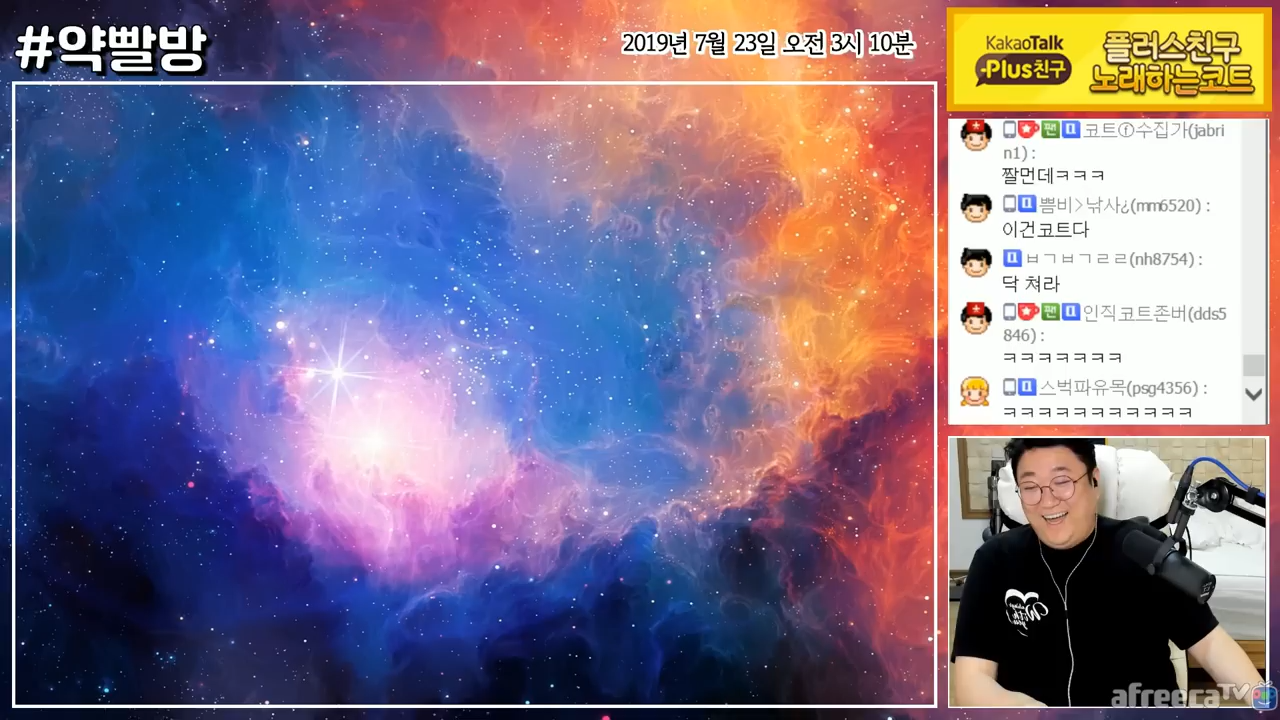 #약빨방
2019년 7월 23일 오전 3시 10분
KakaoTalk
Plus친구
플러스친구
노래하는코트
짠 코트ⓕ수집가(jabri
n1) :
짤먼데ㅋㅋㅋ
쁨비>낚사¿(mm6520) :
이건코트다
ㅂㄱㅂㄱㄹㄹ(nh8754) :
닥 쳐라
인직코트존버(dds5
846) :
ㅋㅋㅋㅋㅋㅋㅋ
스벅파유목(psg4356) :
ㅋㅋㅋㅋㅋㅋㅋㅋㅋㅋㅋ
afreecaTV